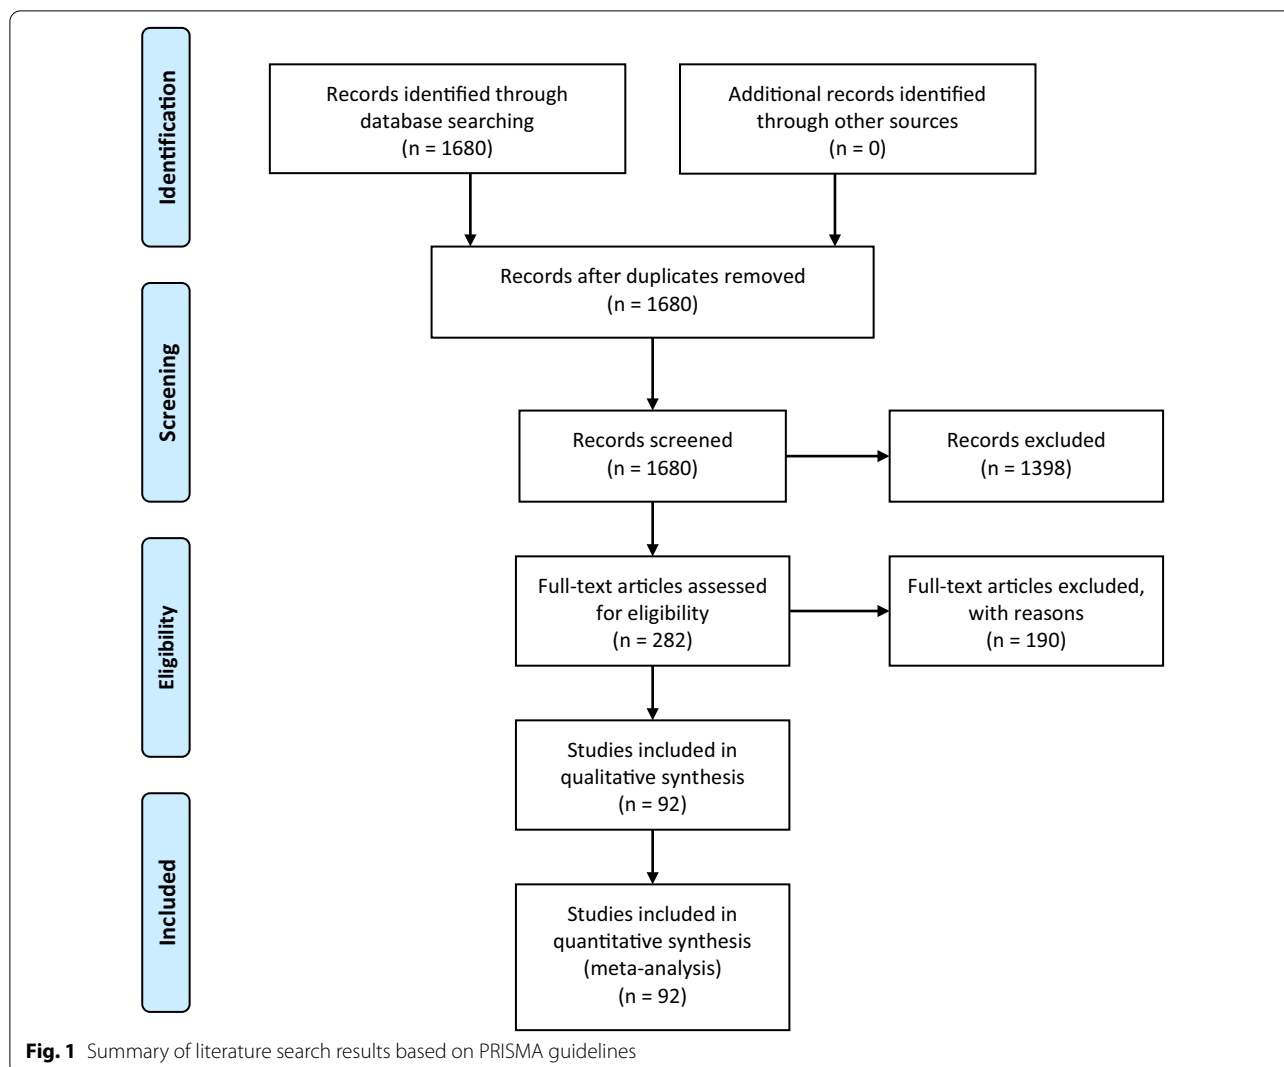 Identification
Records identified through
database searching
(n = 1680)
Additional records identified
through other sources
(n = 0)
Records after duplicates removed
(n = 1680)
Screening
Records screened
(n = 1680)
Records excluded
(n = 1398)
Eligibility
Full-text articles assessed
for eligibility
(n = 282)
Full-text articles excluded,
with reasons
(n = 190)
Studies included in
qualitative synthesis
(n = 92)
Included
Studies included in
quantitative synthesis
(meta-analysis)
(n = 92)
Fig. 1 Summary of literature search results based on PRISMA guidelines